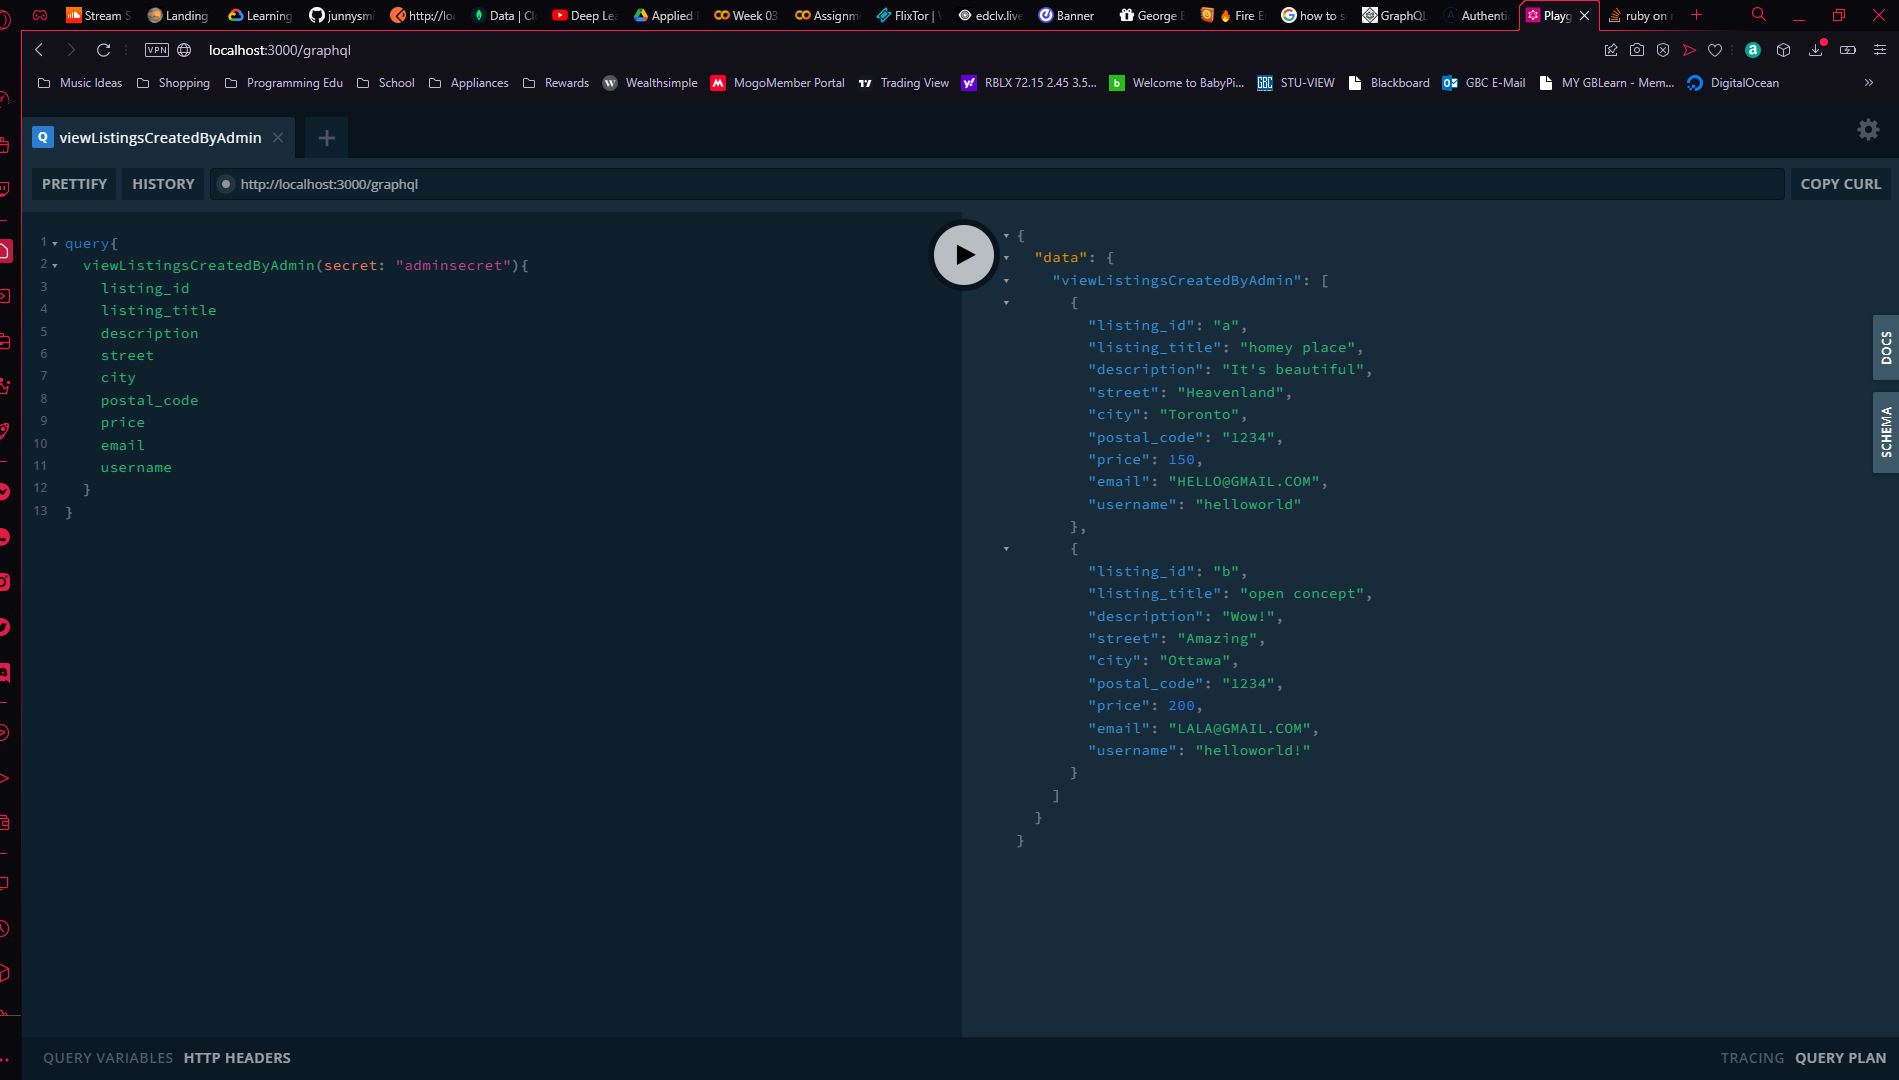 Stream S Landing Learning junnysmi http://lo Data | Cl Deep Lea Applied Week 03 Assignm FlixTor | edclv.live Banner George B Fire E how to s GraphQL Authenti Playg ruby on
VPN localhost:3000/graphql
Music Ideas Shopping Programming Edu School Appliances Rewards Wealthsimple MogoMember Portal Trading View RBLX 72.15 2.45 3.5... Welcome to BabyPi... STU-VIEW Blackboard GBC E-Mail MY GBLearn - Mem... DigitalOcean »
Q viewListingsCreatedByAdmin
PRETTIFY HISTORY http://localhost:3000/graphql COPY CURL
1 query{
2 viewListingsCreatedByAdmin(secret: "adminsecret"){
3 listing_id
4 listing_title
5 description
6 street
7 city
8 postal_code
9 price
10 email
11 username
12 }
13 }
{
"data": {
"viewListingsCreatedByAdmin": [
{
"listing_id": "a",
"listing_title": "homey place",
"description": "It's beautiful",
"street": "Heavenland",
"city": "Toronto",
"postal_code": "1234",
"price": 150,
"email": "HELLO@GMAIL.COM",
"username": "helloworld"
},
{
"listing_id": "b",
"listing_title": "open concept",
"description": "Wow!",
"street": "Amazing",
"city": "Ottawa",
"postal_code": "1234",
"price": 200,
"email": "LALA@GMAIL.COM",
"username": "helloworld!"
}
]
}
}
DOCS
SCHEMA
QUERY VARIABLES HTTP HEADERS TRACING QUERY PLAN